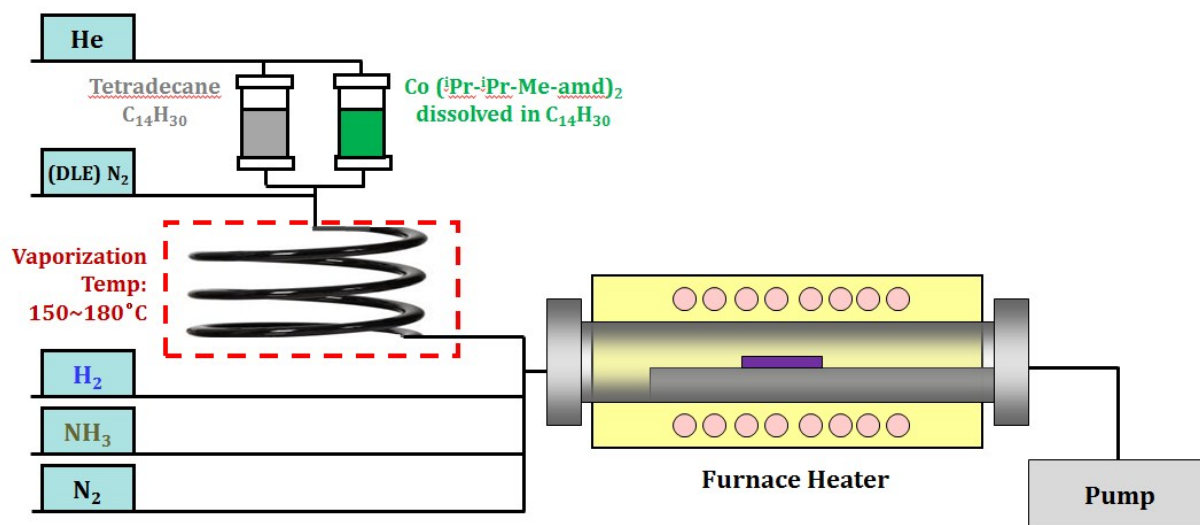 He
Tetradecane
C₁₄H₃₀
Co (ⁱPr-ⁱPr-Me-amd)₂
dissolved in C₁₄H₃₀
(DLE) N₂
Vaporization
Temp:
150~180˚C
H₂
NH₃
N₂
Furnace Heater
Pump